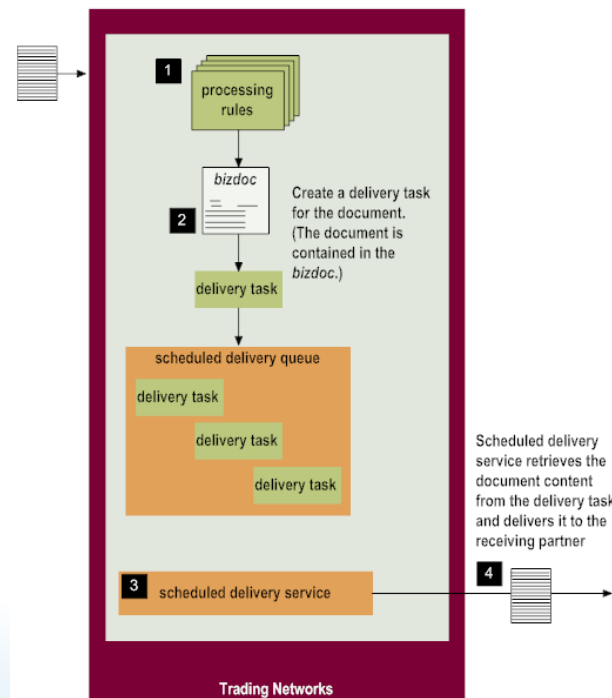 1
processing
rules
bizdoc
2
Create a delivery task
for the document.
(The document is
contained in the
bizdoc.)
delivery task
scheduled delivery queue
delivery task
delivery task
delivery task
Scheduled delivery
service retrieves the
document content
from the delivery task
and delivers it to the
receiving partner
3
scheduled delivery service
4
Trading Networks